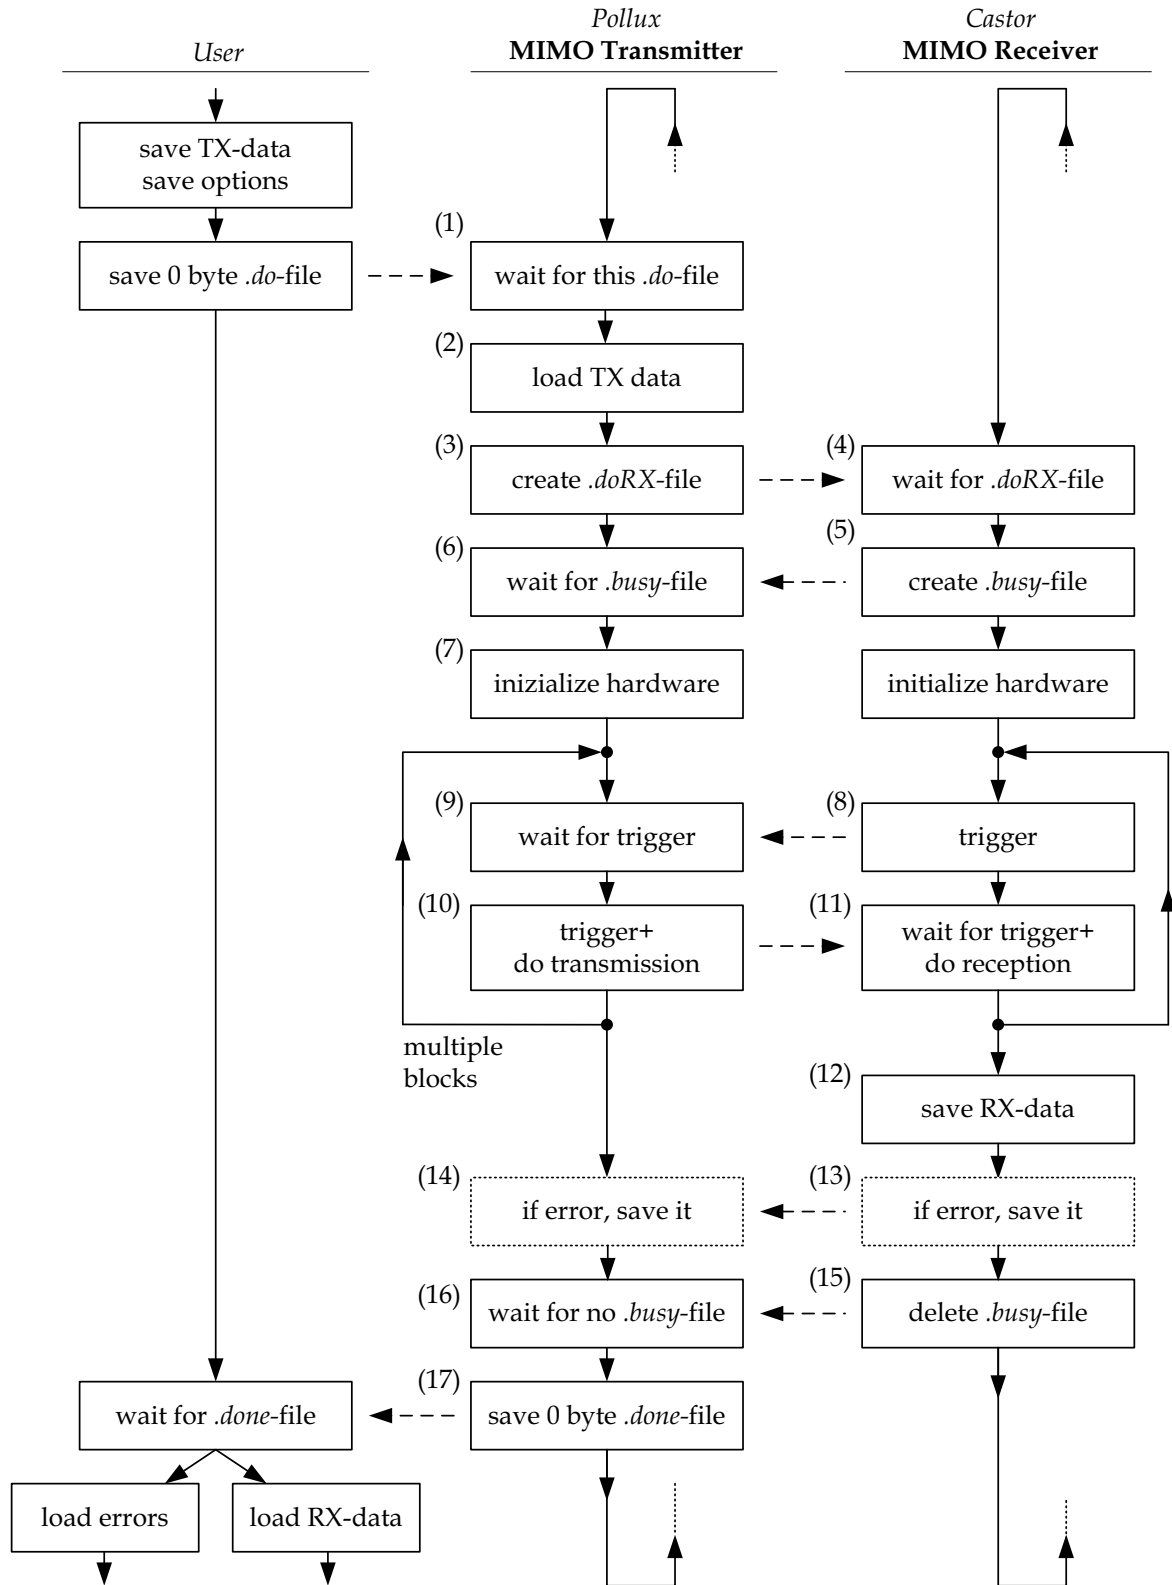 User
Pollux
MIMO Transmitter
Castor
MIMO Receiver
save TX-data
save options
(1)
save 0 byte .do-file
wait for this .do-file
(2)
load TX data
(3)
create .doRX-file
(4)
wait for .doRX-file
(6)
wait for .busy-file
(5)
create .busy-file
(7)
inizialize hardware
initialize hardware
(9)
wait for trigger
(8)
trigger
(10)
trigger+
do transmission
(11)
wait for trigger+
do reception
multiple
blocks
(12)
save RX-data
(14)
if error, save it
(13)
if error, save it
(16)
wait for no .busy-file
(15)
delete .busy-file
wait for .done-file
(17)
save 0 byte .done-file
load errors
load RX-data